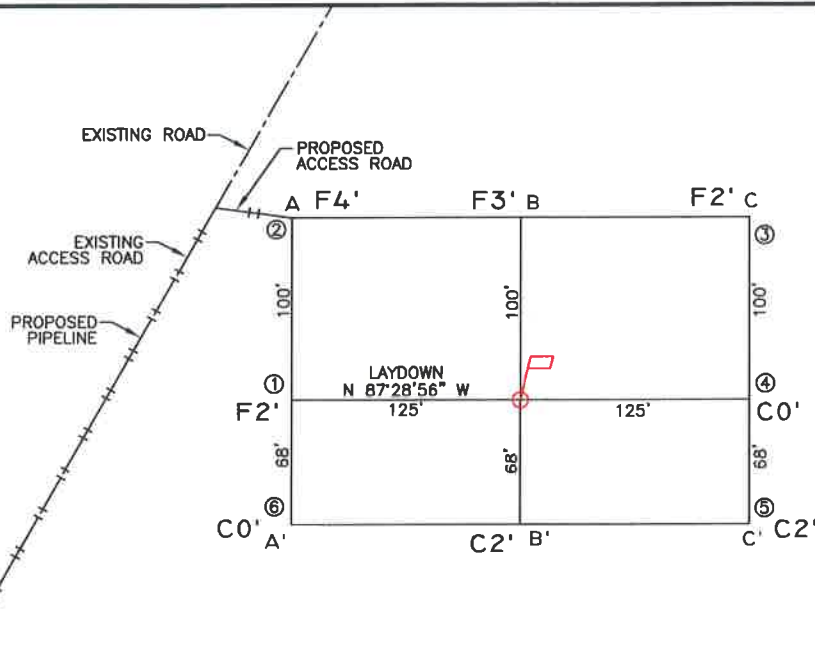 EXISTING ROAD
PROPOSED
ACCESS ROAD
A F4' F3' B F2' C
② ③
EXISTING
ACCESS ROAD
100' 100' 100'
PROPOSED
PIPELINE
LAYDOWN
N 87°28'56" W
① ④
F2' 125' 125' C0'
68' 68' 68'
⑥ ⑤
C0' A' C2' B' C' C2'